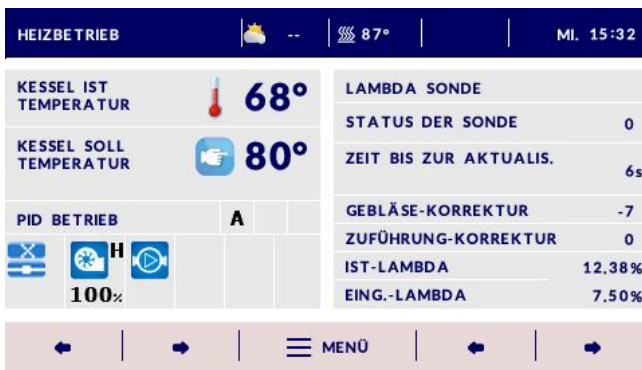 HEIZBETRIEB -- 87° MI. 15:32
KESSEL IST
TEMPERATUR 68°
KESSEL SOLL
TEMPERATUR 80°
PID BETRIEB A
H
100%
LAMBDA SONDE
STATUS DER SONDE 0
ZEIT BIS ZUR AKTUALIS. 6s
GEBLÄSE-KORREKTUR -7
ZUFÜHRUNG-KORREKTUR 0
IST-LAMBDA 12.38%
EING.-LAMBDA 7.50%
MENÜ